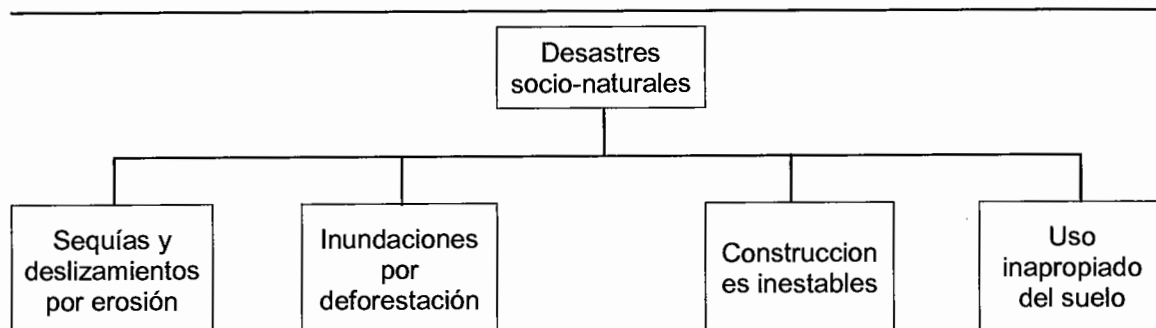 Desastres
socio-naturales
Sequías y
deslizamientos
por erosión
Inundaciones
por
deforestación
Construccion
es inestables
Uso
inapropiado
del suelo